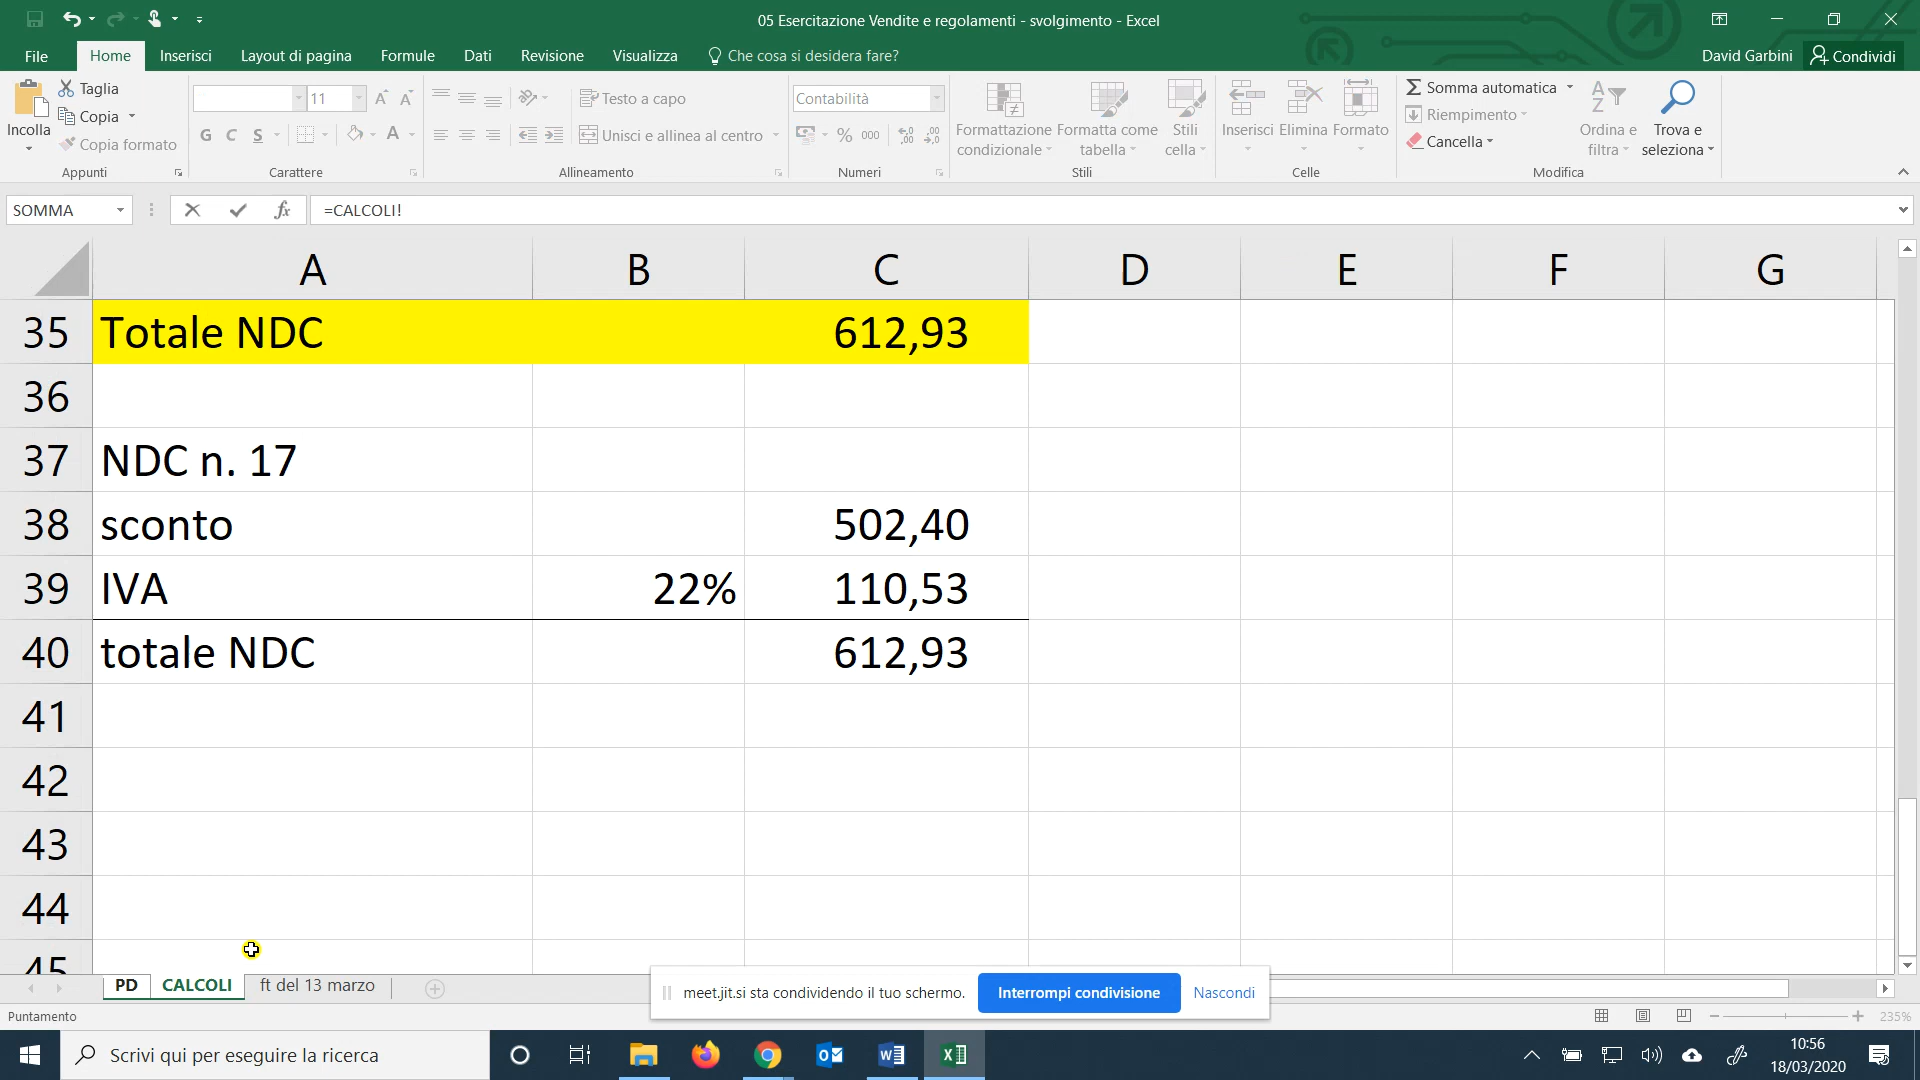 05 Esercitazione Vendite e regolamenti - svolgimento - Excel
File Home Inserisci Layout di pagina Formule Dati Revisione Visualizza Che cosa si desidera fare? David Garbini Condividi
Incolla
Taglia
Copia
Copia formato
Appunti
11
G C S
A
Carattere
Testo a capo
Unisci e allinea al centro
Allineamento
Contabilità
% 000
Numeri
Formattazione condizionale
Formatta come tabella
Stili cella
Stili
Inserisci Elimina Formato
Celle
Somma automatica
Riempimento
Cancella
Ordina e filtra
Trova e seleziona
Modifica
SOMMA fx =CALCOLI!
A B C D E F G
35 Totale NDC 612,93
36
37 NDC n. 17
38 sconto 502,40
39 IVA 22% 110,53
40 totale NDC 612,93
41
42
43
44
45
PD CALCOLI ft del 13 marzo
meet.jit.si sta condividendo il tuo schermo. Interrompi condivisione Nascondi
Puntamento 235%
Scrivi qui per eseguire la ricerca
10:56
18/03/2020